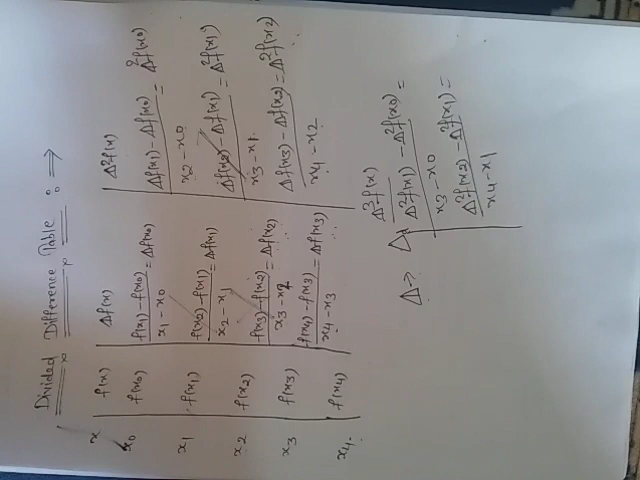 Divided Difference Table :⇒
x | f(x) | Δf(x) | Δ²f(x)
x0 | f(x0) | (f(x1) - f(x0))/(x1 - x0) = Δf(x0) | (Δf(x1) - Δf(x0))/(x2 - x0) = Δ²f(x0)
x1 | f(x1) | (f(x2) - f(x1))/(x2 - x1) = Δf(x1) | (Δf(x2) - Δf(x1))/(x3 - x1) = Δ²f(x1)
x2 | f(x2) | (f(x3) - f(x2))/(x3 - x2) = Δf(x2) | (Δf(x3) - Δf(x2))/(x4 - x2) = Δ²f(x2)
x3 | f(x3) | (f(x4) - f(x3))/(x4 - x3) = Δf(x3)
x4 | f(x4)
Δ³f(x)
Δ → Δ | (Δ²f(x1) - Δ²f(x0))/(x3 - x0) =
(Δ²f(x2) - Δ²f(x1))/(x4 - x1) =